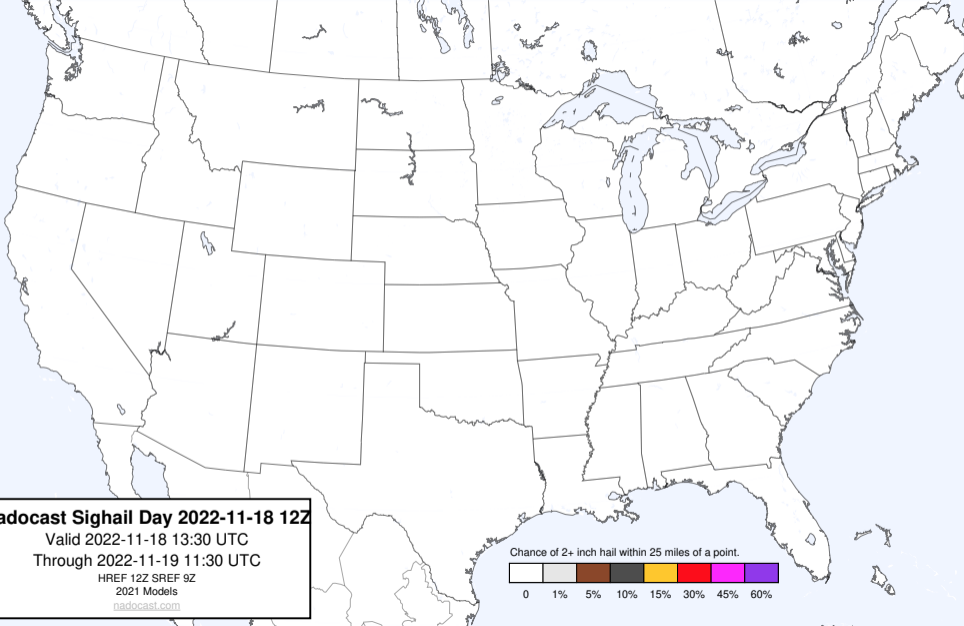 adocast Sighail Day 2022-11-18 12Z
Valid 2022-11-18 13:30 UTC
Through 2022-11-19 11:30 UTC
HREF 12Z SREF 9Z
2021 Models
nadocast.com
Chance of 2+ inch hail within 25 miles of a point.
0 1% 5% 10% 15% 30% 45% 60%